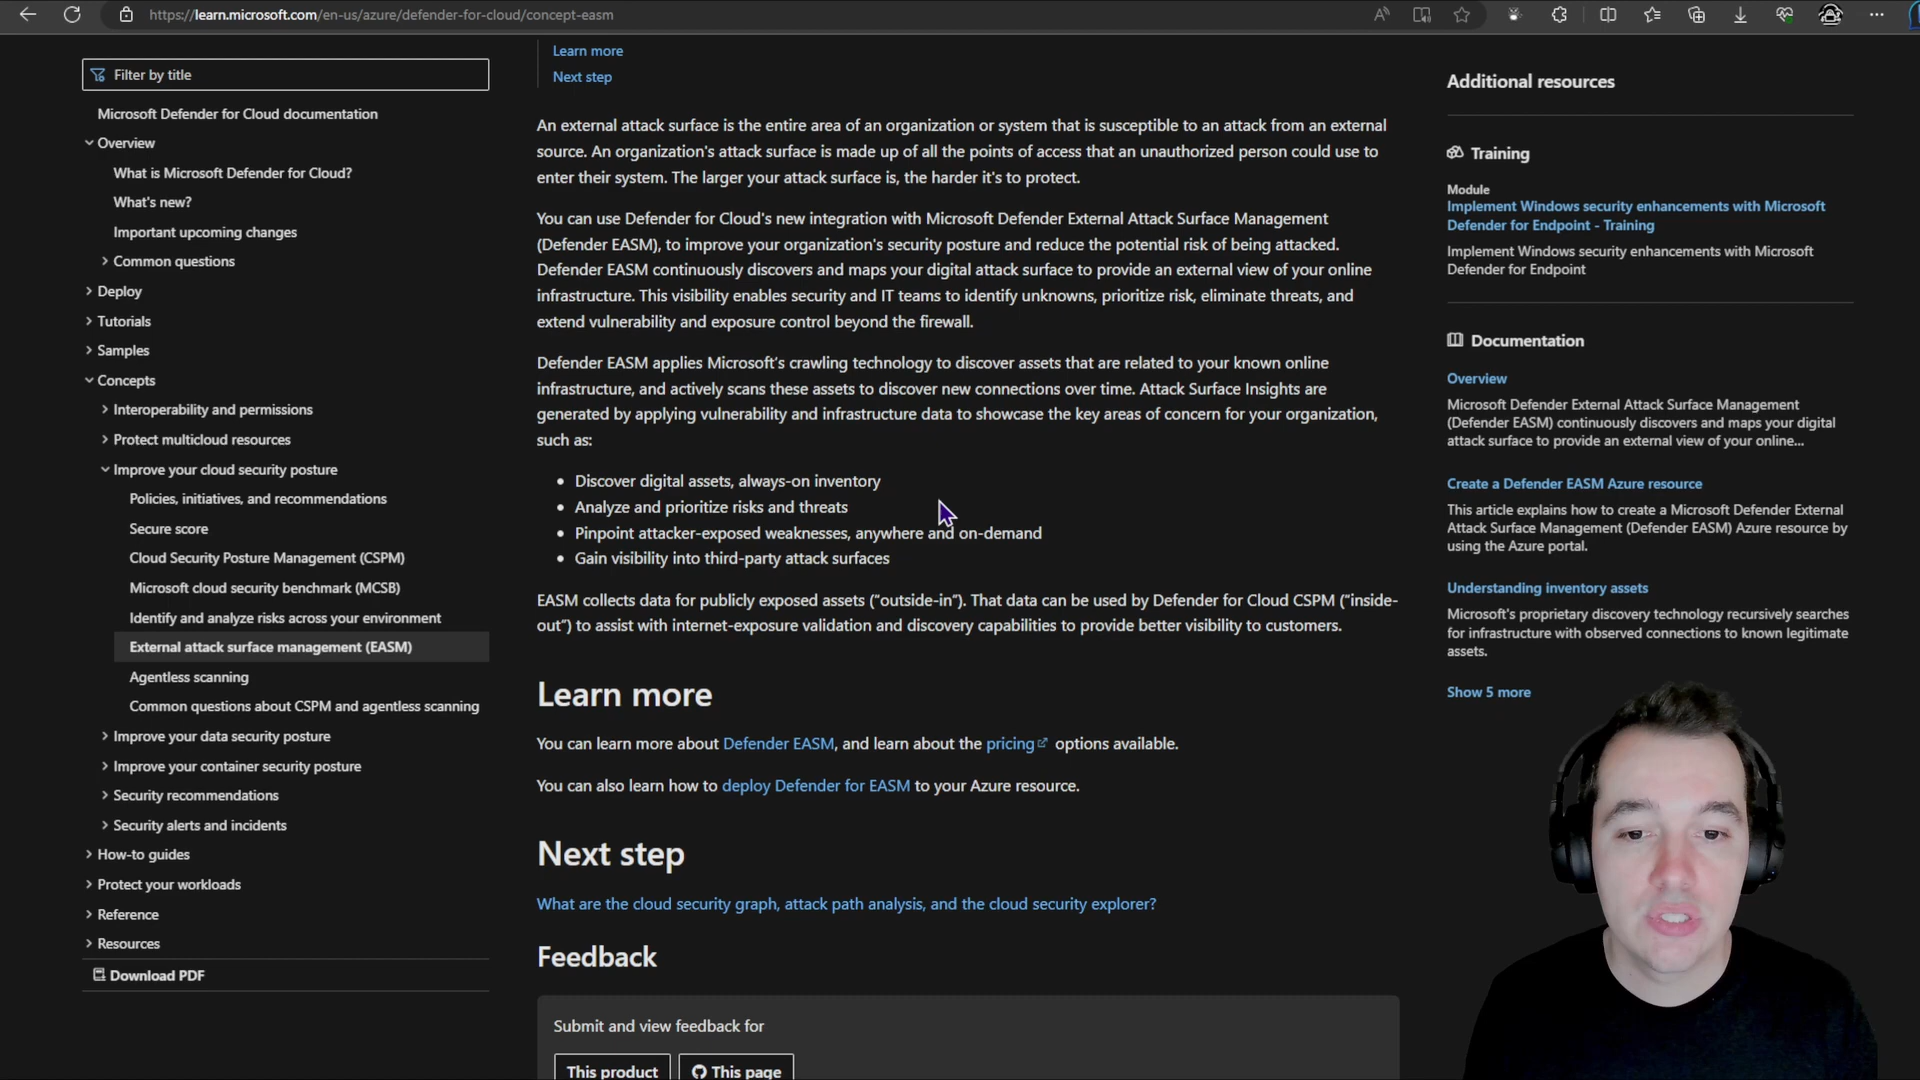 https://learn.microsoft.com/en-us/azure/defender-for-cloud/concept-easm
Filter by title
Microsoft Defender for Cloud documentation
Overview
What is Microsoft Defender for Cloud?
What's new?
Important upcoming changes
Common questions
Deploy
Tutorials
Samples
Concepts
Interoperability and permissions
Protect multicloud resources
Improve your cloud security posture
Policies, initiatives, and recommendations
Secure score
Cloud Security Posture Management (CSPM)
Microsoft cloud security benchmark (MCSB)
Identify and analyze risks across your environment
External attack surface management (EASM)
Agentless scanning
Common questions about CSPM and agentless scanning
Improve your data security posture
Improve your container security posture
Security recommendations
Security alerts and incidents
How-to guides
Protect your workloads
Reference
Resources
Download PDF
Learn more
Next step
An external attack surface is the entire area of an organization or system that is susceptible to an attack from an external
source. An organization's attack surface is made up of all the points of access that an unauthorized person could use to
enter their system. The larger your attack surface is, the harder it's to protect.
You can use Defender for Cloud's new integration with Microsoft Defender External Attack Surface Management
(Defender EASM), to improve your organization's security posture and reduce the potential risk of being attacked.
Defender EASM continuously discovers and maps your digital attack surface to provide an external view of your online
infrastructure. This visibility enables security and IT teams to identify unknowns, prioritize risk, eliminate threats, and
extend vulnerability and exposure control beyond the firewall.
Defender EASM applies Microsoft’s crawling technology to discover assets that are related to your known online
infrastructure, and actively scans these assets to discover new connections over time. Attack Surface Insights are
generated by applying vulnerability and infrastructure data to showcase the key areas of concern for your organization,
such as:
• Discover digital assets, always-on inventory
• Analyze and prioritize risks and threats
• Pinpoint attacker-exposed weaknesses, anywhere and on-demand
• Gain visibility into third-party attack surfaces
EASM collects data for publicly exposed assets (“outside-in”). That data can be used by Defender for Cloud CSPM (“inside-
out”) to assist with internet-exposure validation and discovery capabilities to provide better visibility to customers.
Learn more
You can learn more about Defender EASM, and learn about the pricing options available.
You can also learn how to deploy Defender for EASM to your Azure resource.
Next step
What are the cloud security graph, attack path analysis, and the cloud security explorer?
Feedback
Submit and view feedback for
This product
This page
Additional resources
Training
Module
Implement Windows security enhancements with Microsoft
Defender for Endpoint - Training
Implement Windows security enhancements with Microsoft
Defender for Endpoint
Documentation
Overview
Microsoft Defender External Attack Surface Management
(Defender EASM) continuously discovers and maps your digital
attack surface to provide an external view of your online...
Create a Defender EASM Azure resource
This article explains how to create a Microsoft Defender External
Attack Surface Management (Defender EASM) Azure resource by
using the Azure portal.
Understanding inventory assets
Microsoft's proprietary discovery technology recursively searches
for infrastructure with observed connections to known legitimate
assets.
Show 5 more